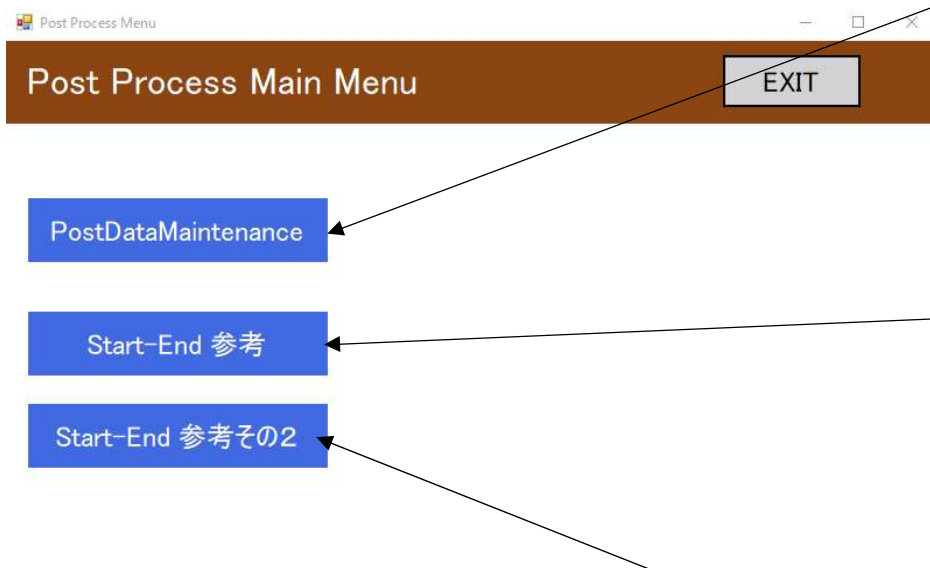 Post Process Menu
Post Process Main Menu
EXIT
PostDataMaintenance
Start-End 参考
Start-End 参考その2